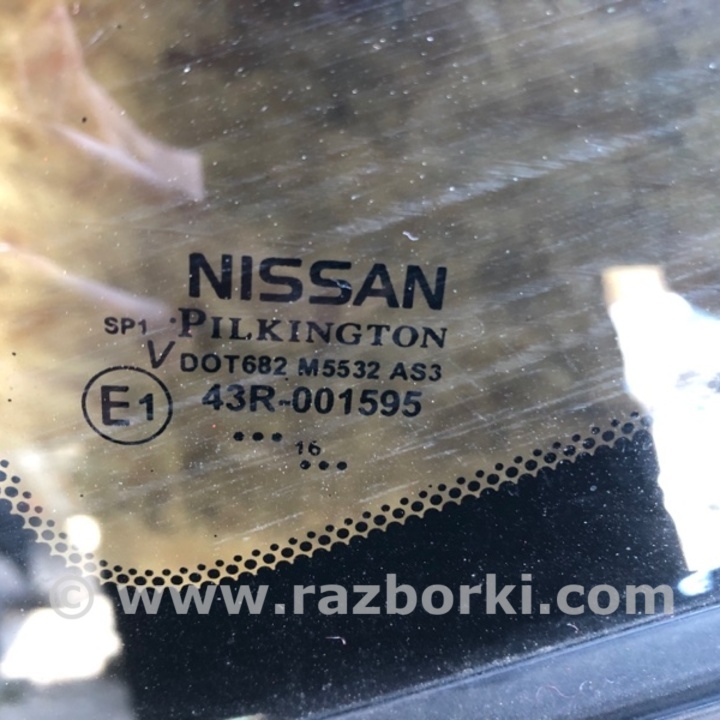 NISSAN
SP1 PILKINGTON
V DOT682 M5532 AS3
E1 43R-001595
•••
16
•••
© www.razborki.com